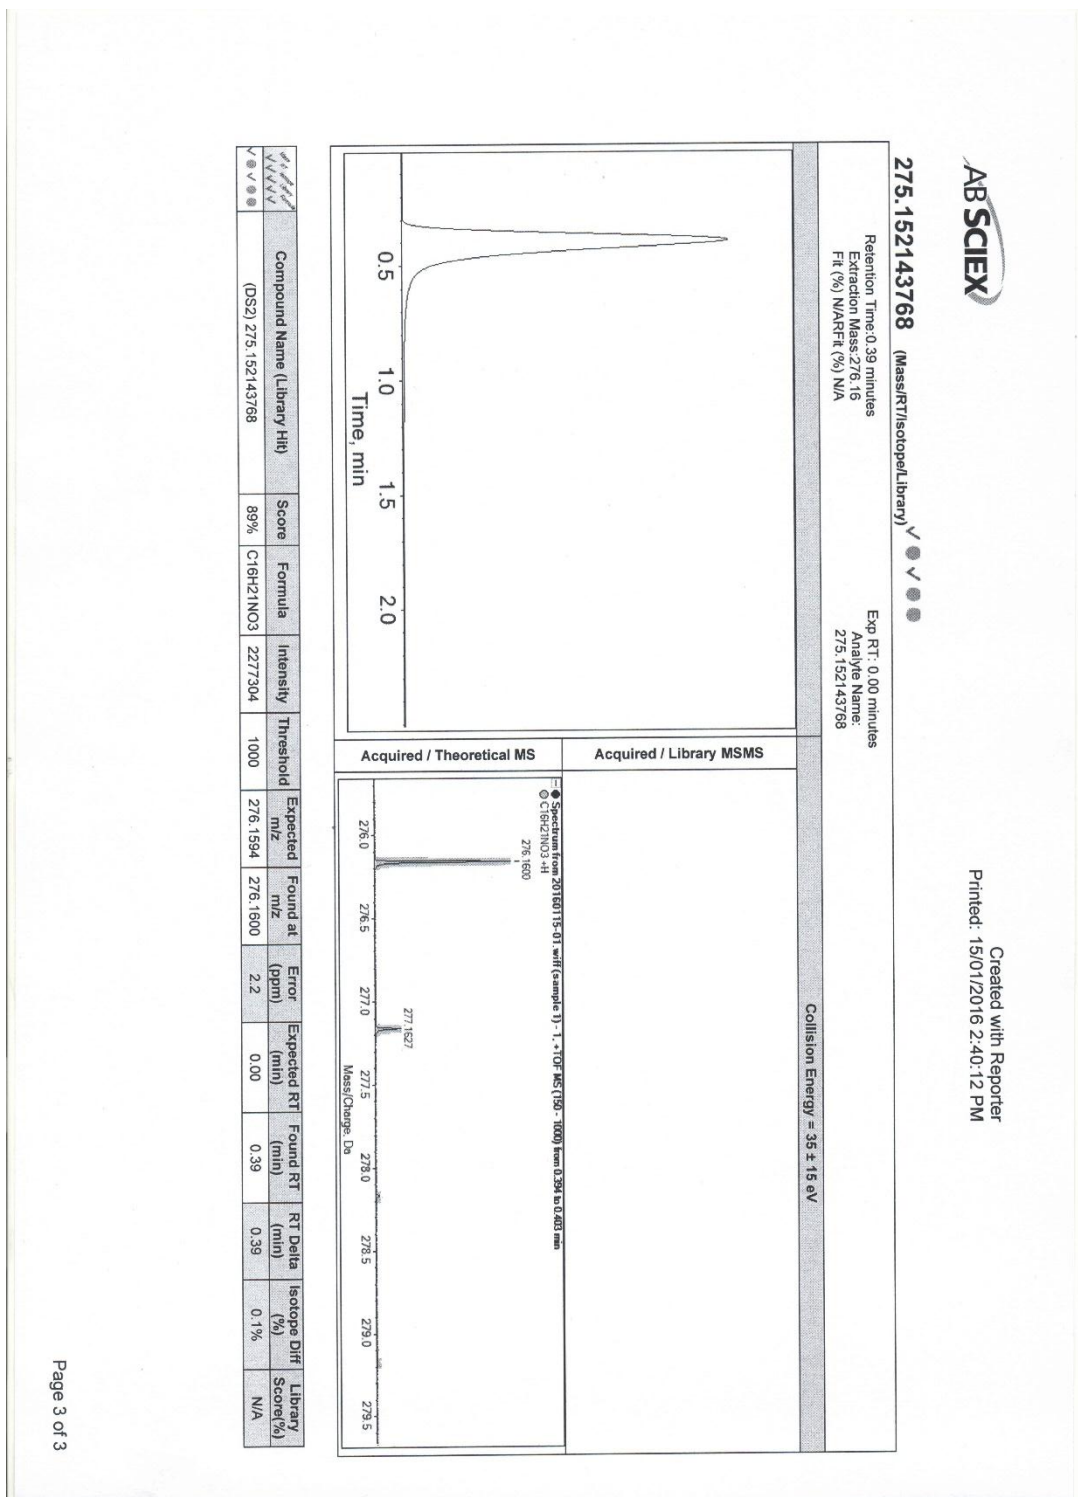 AB SCIEX
Created with Reporter
Printed: 15/01/2016 2:40:12 PM
275.152143768 (Mass/RT/Isotope/Library)
Retention Time:0.39 minutes
Extraction Mass:276.16
Fit (%) N/ARFit (%) N/A
Exp RT: 0.00 minutes
Analyte Name:
275.152143768
Collision Energy = 35 ± 15 eV
0.5 1.0 1.5 2.0
Time, min
Acquired / Library MSMS
Acquired / Theoretical MS
Spectrum from 20160115-01.wiff (sample 1) - 1, +TOF MS (150 - 1000) from 0.394 to 0.403 min
C16H21NO3 +H
276.1600
277.1627
276.0 276.5 277.0 277.5 278.0 278.5 279.0 279.5
Mass/Charge, Da
Compound Name (Library Hit) Score Formula Intensity Threshold Expected m/z Found at m/z Error (ppm) Expected RT (min) Found RT (min) RT Delta (min) Isotope Diff (%) Library Score(%)
(DS2) 275.152143768 89% C16H21NO3 2277304 1000 276.1594 276.1600 2.2 0.00 0.39 0.39 0.1% N/A
Page 3 of 3